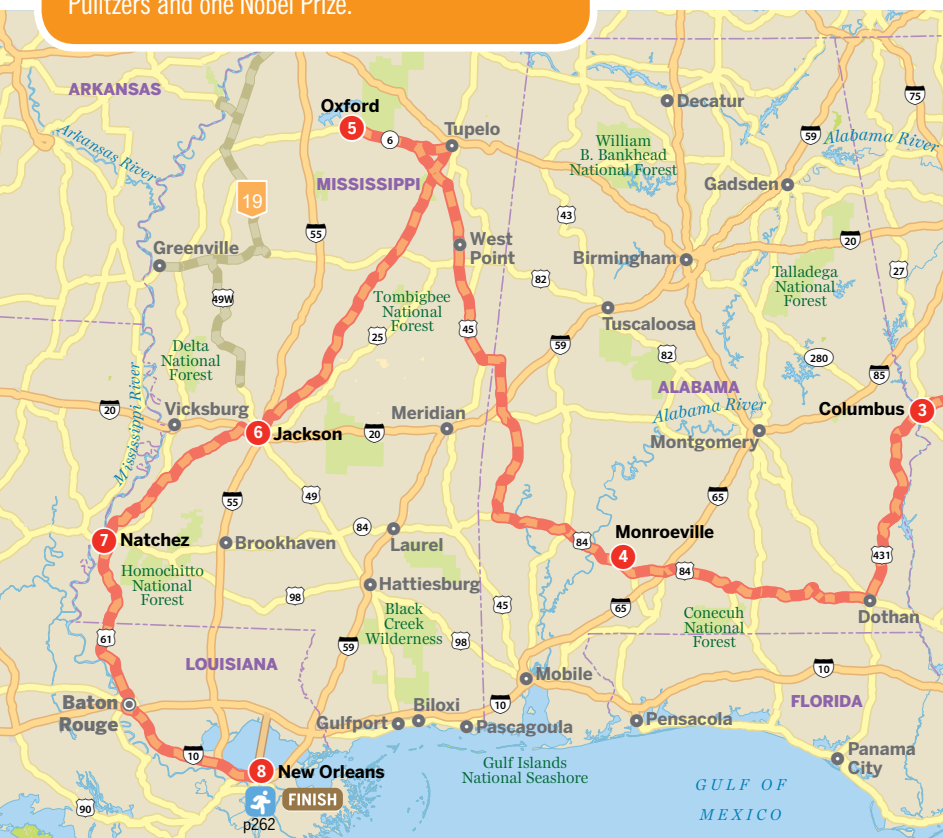 Pulitzers and one Nobel Prize.
ARKANSAS
Arkansas River
Oxford
5
6
Tupelo
Decatur
75
59
Alabama River
William
B. Bankhead
National Forest
Gadsden
MISSISSIPPI
19
55
43
Greenville
West
Point
Birmingham
20
27
82
Talladega
National
Forest
49W
Tombigbee
National
Forest
25
45
Tuscaloosa
59
82
280
85
Delta
National
Forest
ALABAMA
Alabama River
Columbus
3
Mississippi River
20
Vicksburg
Meridian
6
Jackson
20
Montgomery
55
49
65
84
Laurel
84
Monroeville
4
84
431
7
Natchez
Brookhaven
Homochitto
National
Forest
98
Hattiesburg
45
65
Conecuh
National
Forest
Dothan
Black
Creek
Wilderness
98
61
59
LOUISIANA
Mobile
10
FLORIDA
Baton
Rouge
10
Gulfport
Biloxi
Pascagoula
10
Pensacola
Panama
City
8
New Orleans
FINISH
p262
Gulf Islands
National Seashore
GULF OF
MEXICO
90